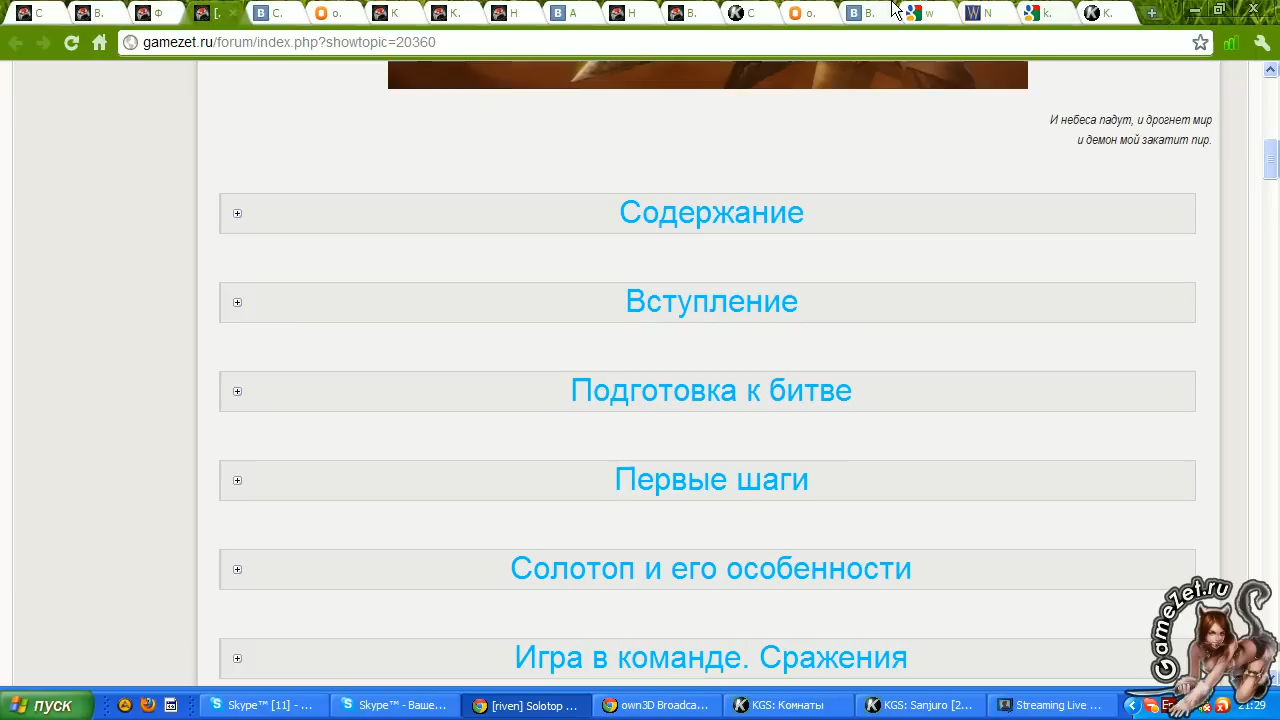 С
В.
Ф
[.
С.
о.
К
К.
Н
А
Н
В.
С
о.
В.
w
N
k.
К.
gamezet.ru/forum/index.php?showtopic=20360
И небеса падут, и дрогнет мир
и демон мой закатит пир.
Содержание
Вступление
Подготовка к битве
Первые шаги
Солотоп и его особенности
Игра в команде. Сражения
GameZet.ru
пуск
Skype™ [11] - ...
Skype™ - Ваше...
[riven] Solotop ...
own3D Broadca...
KGS: Комнаты
KGS: Sanjuro [2...
Streaming Live ...
21:29